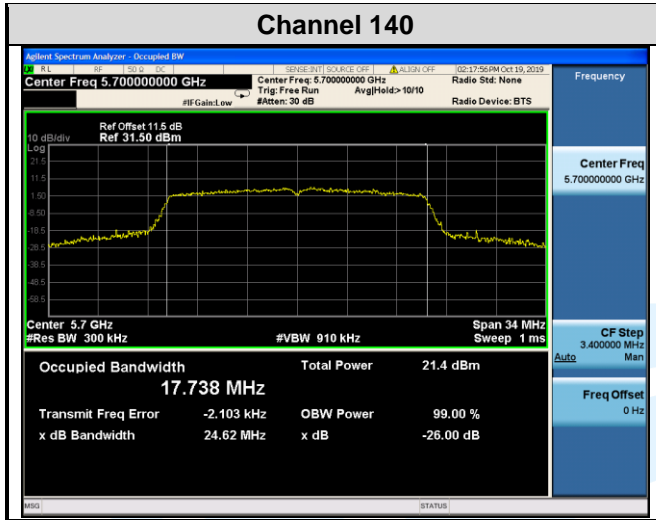 Channel 140
Agilent Spectrum Analyzer - Occupied BW
RL RF 50 Ω DC SENSE:INT SOURCE OFF ALIGN OFF 02:17:56PM Oct 19, 2019
Center Freq 5.700000000 GHz
Center Freq: 5.700000000 GHz Radio Std: None
Trig: Free Run Avg|Hold:>10/10
#IFGain:Low #Atten: 30 dB Radio Device: BTS
Frequency
Ref Offset 11.5 dB
10 dB/div Ref 31.50 dBm
Log
21.5
11.5
1.50
-8.50
-18.5
-28.5
-38.5
-48.5
-58.5
Center Freq
5.700000000 GHz
Center 5.7 GHz Span 34 MHz
#Res BW 300 kHz #VBW 910 kHz Sweep 1 ms
CF Step
3.400000 MHz
Auto Man
Occupied Bandwidth Total Power 21.4 dBm
17.738 MHz
Transmit Freq Error -2.103 kHz OBW Power 99.00 %
x dB Bandwidth 24.62 MHz x dB -26.00 dB
Freq Offset
0 Hz
MSG STATUS